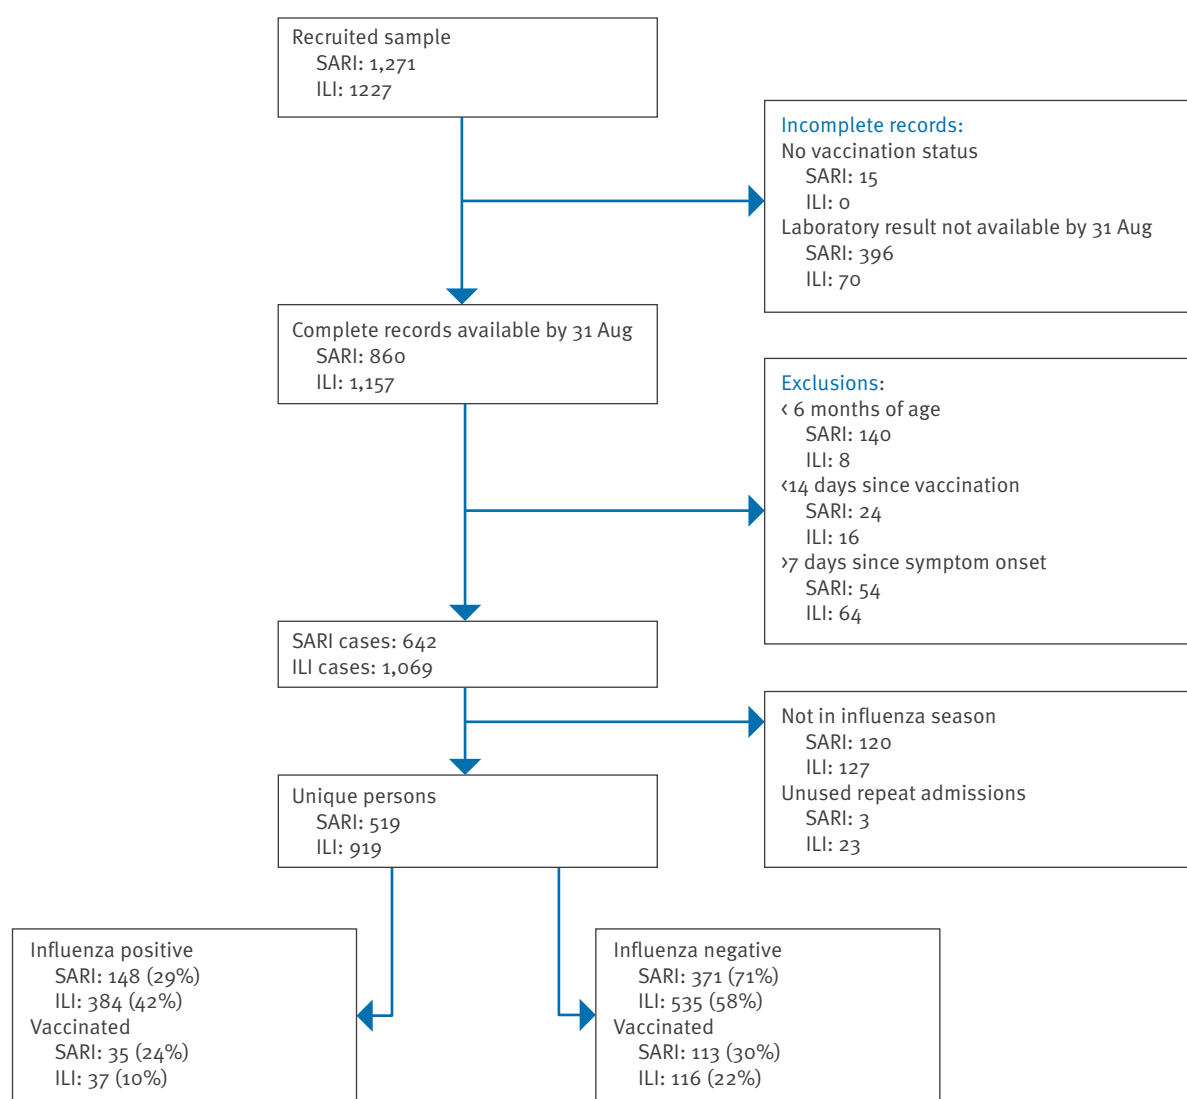 Recruited sample
SARI: 1,271
ILI: 1227
Incomplete records:
No vaccination status
SARI: 15
ILI: 0
Laboratory result not available by 31 Aug
SARI: 396
ILI: 70
Complete records available by 31 Aug
SARI: 860
ILI: 1,157
Exclusions:
< 6 months of age
SARI: 140
ILI: 8
<14 days since vaccination
SARI: 24
ILI: 16
>7 days since symptom onset
SARI: 54
ILI: 64
SARI cases: 642
ILI cases: 1,069
Not in influenza season
SARI: 120
ILI: 127
Unused repeat admissions
SARI: 3
ILI: 23
Unique persons
SARI: 519
ILI: 919
Influenza positive
SARI: 148 (29%)
ILI: 384 (42%)
Vaccinated
SARI: 35 (24%)
ILI: 37 (10%)
Influenza negative
SARI: 371 (71%)
ILI: 535 (58%)
Vaccinated
SARI: 113 (30%)
ILI: 116 (22%)